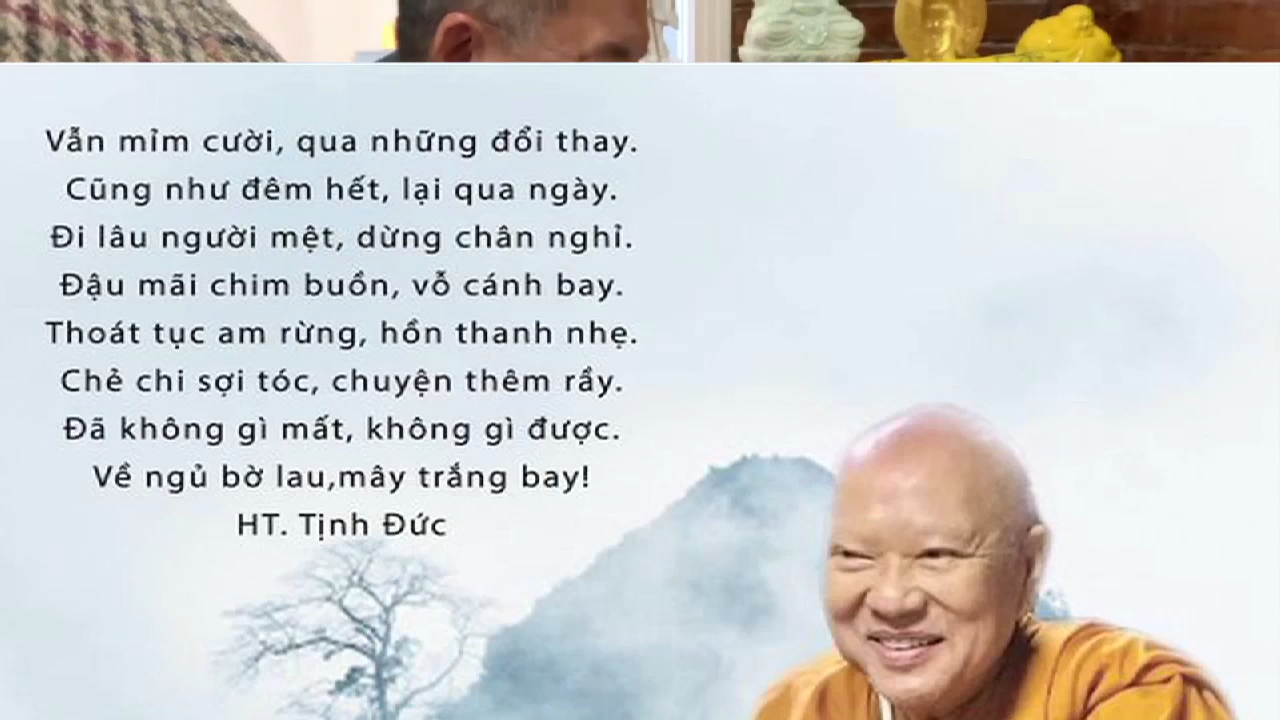 Vẫn mỉm cười, qua những đổi thay.
Cũng như đêm hết, lại qua ngày.
Đi lâu người mệt, dừng chân nghỉ.
Đậu mãi chim buồn, vỗ cánh bay.
Thoát tục am rừng, hồn thanh nhẹ.
Chẻ chi sợi tóc, chuyện thêm rầy.
Đã không gì mất, không gì được.
Về ngủ bờ lau,mây trắng bay!
HT. Tịnh Đức